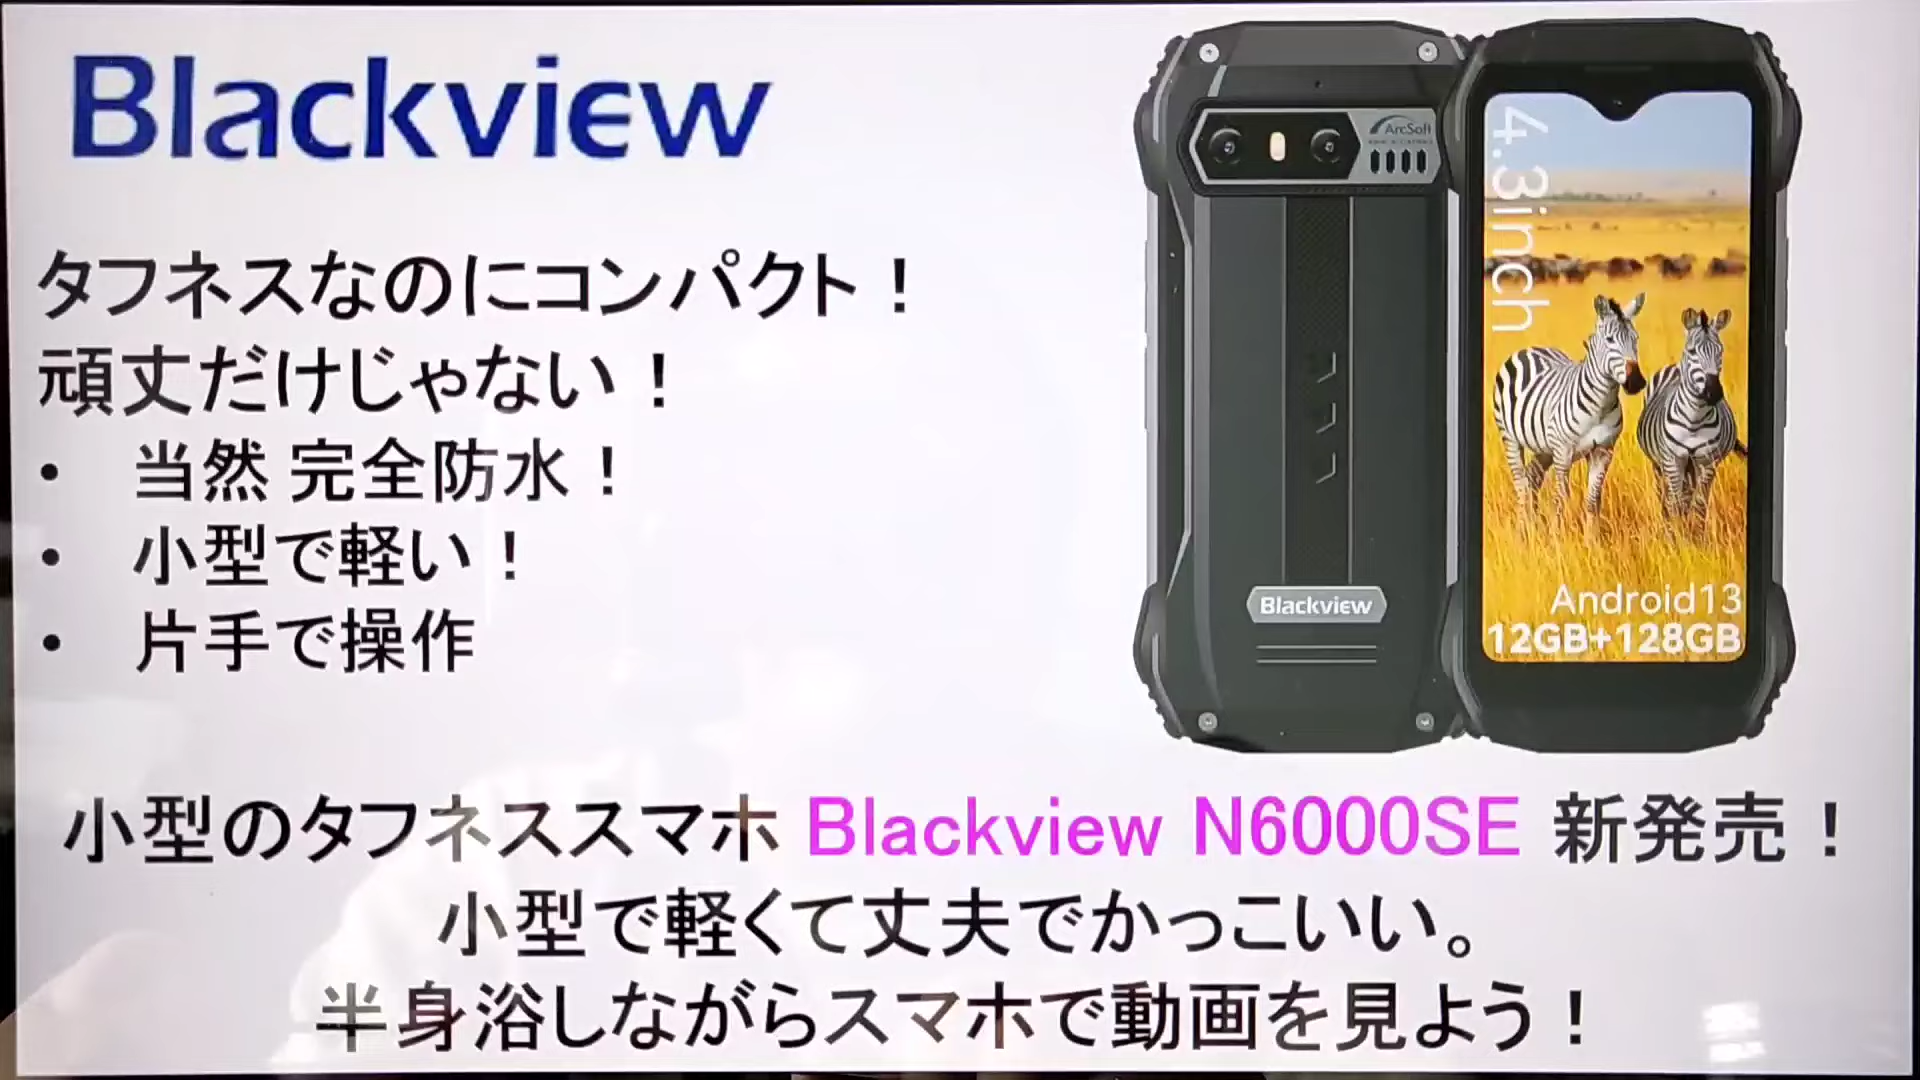 Blackview
タフネスなのにコンパクト！
頑丈だけじゃない！
• 当然 完全防水！
• 小型で軽い！
• 片手で操作
ArcSoft
Blackview
4.3inch
Android13
12GB+128GB
小型のタフネススマホ Blackview N6000SE 新発売！
小型で軽くて丈夫でかっこいい。
半身浴しながらスマホで動画を見よう！